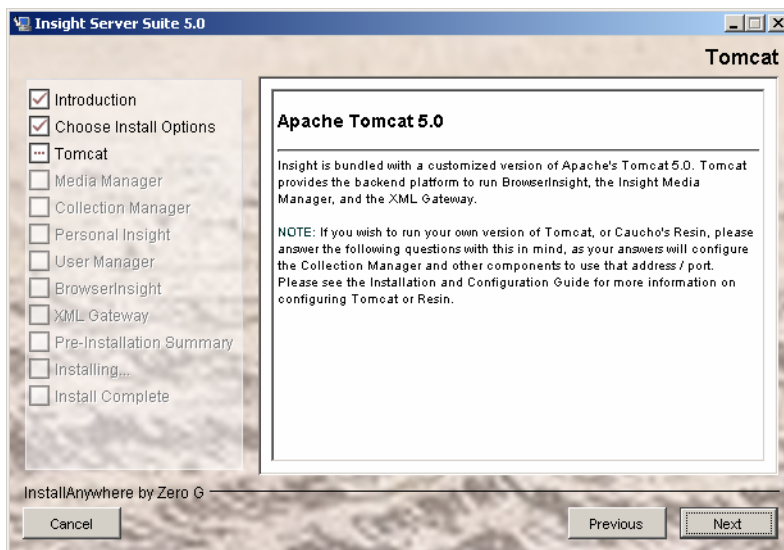 Insight Server Suite 5.0
Tomcat
Introduction
Choose Install Options
Tomcat
Media Manager
Collection Manager
Personal Insight
User Manager
BrowserInsight
XML Gateway
Pre-Installation Summary
Installing...
Install Complete
Apache Tomcat 5.0
Insight is bundled with a customized version of Apache's Tomcat 5.0. Tomcat
provides the backend platform to run BrowserInsight, the Insight Media
Manager, and the XML Gateway.
NOTE: If you wish to run your own version of Tomcat, or Caucho's Resin, please
answer the following questions with this in mind, as your answers will configure
the Collection Manager and other components to use that address / port.
Please see the Installation and Configuration Guide for more information on
configuring Tomcat or Resin.
InstallAnywhere by Zero G
Cancel
Previous
Next